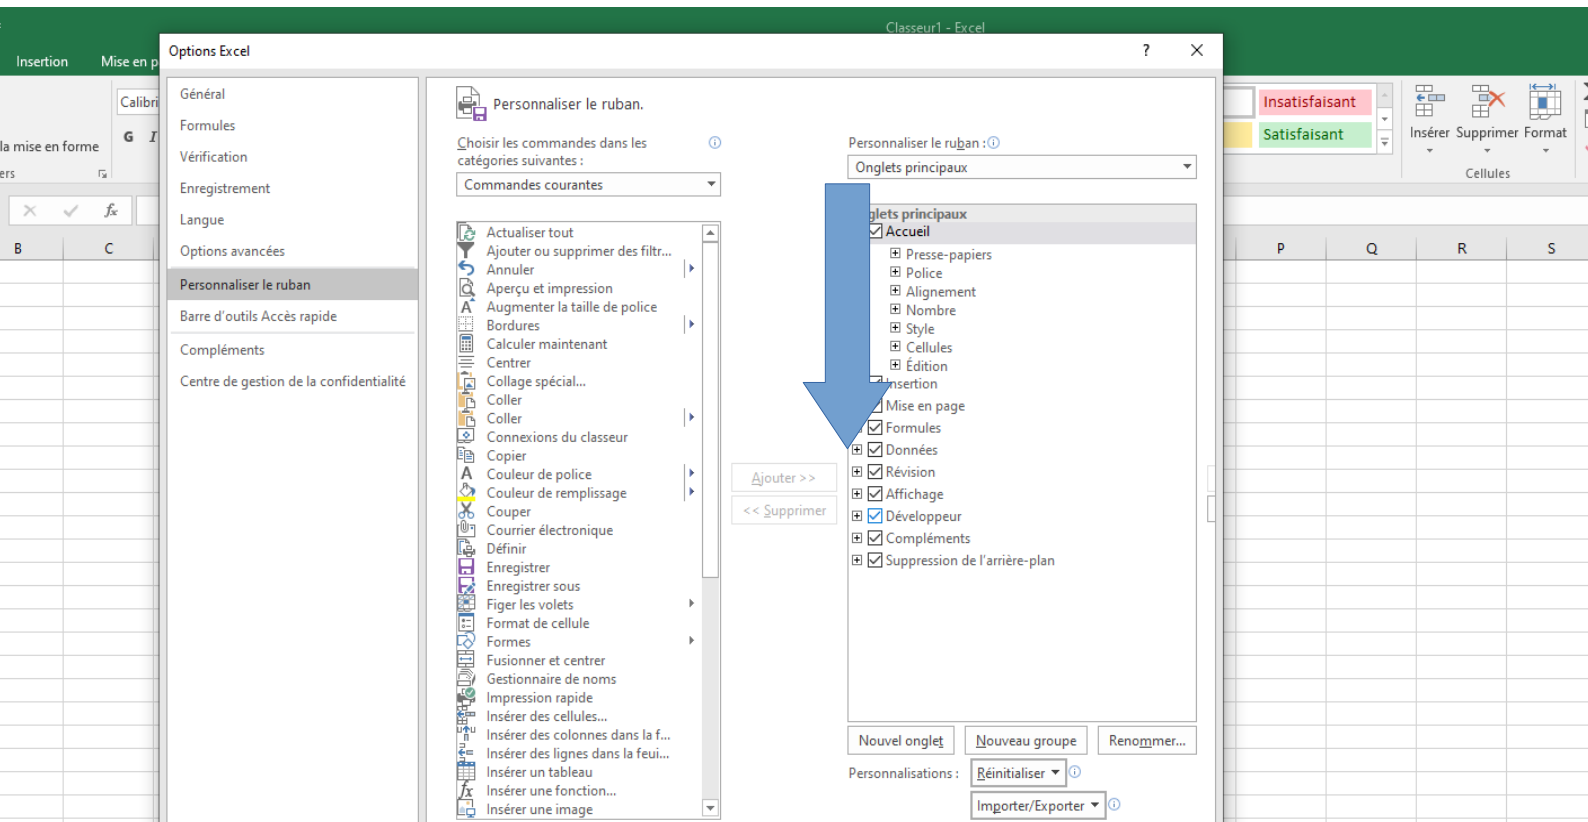 Classeur1 - Excel
Insertion
Mise en p
Options Excel
?
Calibri
G I
la mise en forme
ers
fx
Général
Formules
Vérification
Enregistrement
Langue
Options avancées
Personnaliser le ruban
Barre d'outils Accès rapide
Compléments
Centre de gestion de la confidentialité
Personnaliser le ruban.
Choisir les commandes dans les
catégories suivantes :
Commandes courantes
Actualiser tout
Ajouter ou supprimer des filtr...
Annuler
Aperçu et impression
Augmenter la taille de police
Bordures
Calculer maintenant
Centrer
Collage spécial...
Coller
Coller
Connexions du classeur
Copier
Couleur de police
Couleur de remplissage
Couper
Courrier électronique
Définir
Enregistrer
Enregistrer sous
Figer les volets
Format de cellule
Formes
Fusionner et centrer
Gestionnaire de noms
Impression rapide
Insérer des cellules...
Insérer des colonnes dans la f...
Insérer des lignes dans la feui...
Insérer un tableau
Insérer une fonction...
Insérer une image
Ajouter >>
<< Supprimer
Personnaliser le ruban :
Onglets principaux
glets principaux
Accueil
Presse-papiers
Police
Alignement
Nombre
Style
Cellules
Édition
nsertion
Mise en page
Formules
Données
Révision
Affichage
Développeur
Compléments
Suppression de l'arrière-plan
Nouvel onglet
Nouveau groupe
Renommer...
Personnalisations :
Réinitialiser
Importer/Exporter
Insatisfaisant
Satisfaisant
Insérer Supprimer Format
Cellules
B C P Q R S